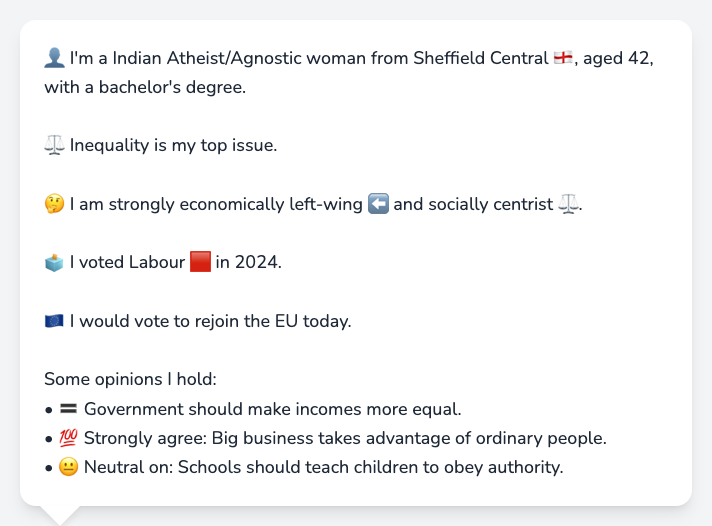 👤 I'm a Indian Atheist/Agnostic woman from Sheffield Central 🏴󠁧󠁢󠁥󠁮󠁧󠁿, aged 42,
with a bachelor's degree.
⚖️ Inequality is my top issue.
🤔 I am strongly economically left-wing ⬅️ and socially centrist ⚖️.
🗳️ I voted Labour 🟥 in 2024.
🇪🇺 I would vote to rejoin the EU today.
Some opinions I hold:
• 🟰 Government should make incomes more equal.
• 💯 Strongly agree: Big business takes advantage of ordinary people.
• 😐 Neutral on: Schools should teach children to obey authority.